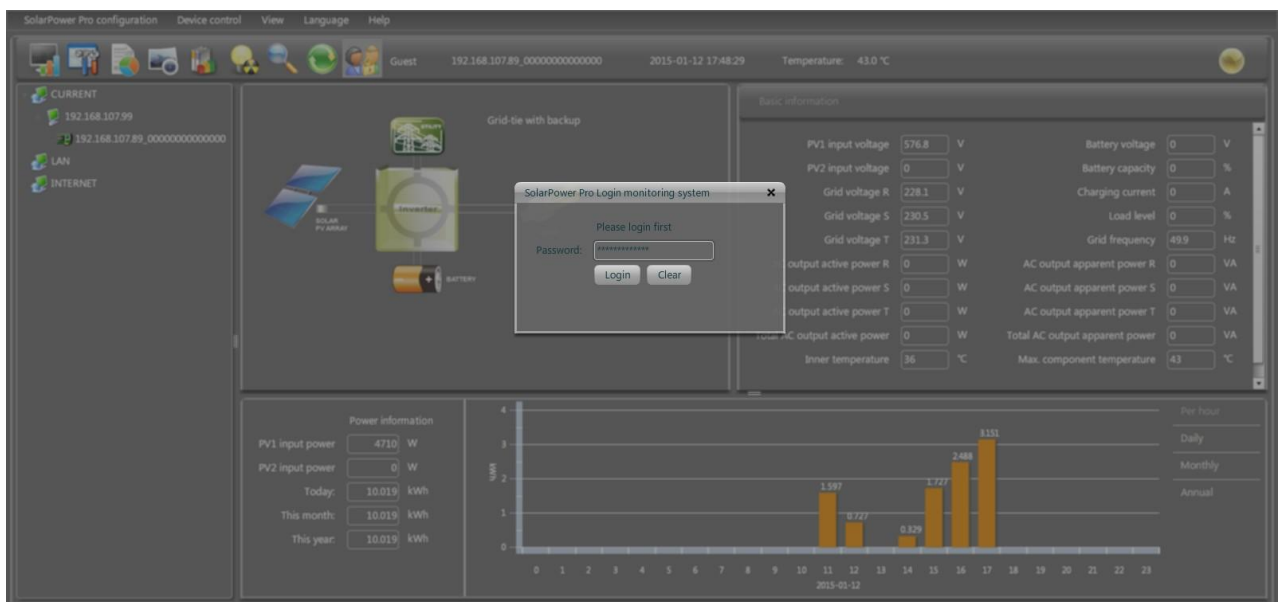 SolarPower Pro configuration Device control View Language Help
Guest 192.168.107.89_00000000000000 2015-01-12 17:48:29 Temperature: 43.0 ℃
CURRENT
192.168.107.99
192.168.107.89_00000000000000
LAN
INTERNET
UTILITY
Grid-tie with backup
SOLAR
PV ARRAY
Inverter
BATTERY
SolarPower Pro Login monitoring system
Please login first
Password: *************
Login Clear
Basic information
PV1 input voltage 576.8 V Battery voltage 0 V
PV2 input voltage 0 V Battery capacity 0 %
Grid voltage R 228.1 V Charging current 0 A
Grid voltage S 230.5 V Load level 0 %
Grid voltage T 231.3 V Grid frequency 49.9 Hz
output active power R 0 W AC output apparent power R 0 VA
output active power S 0 W AC output apparent power S 0 VA
output active power T 0 W AC output apparent power T 0 VA
Total AC output active power 0 W Total AC output apparent power 0 VA
Inner temperature 36 ℃ Max. component temperature 43 ℃
Power information
PV1 input power 4710 W
PV2 input power 0 W
Today: 10.019 kWh
This month: 10.019 kWh
This year: 10.019 kWh
4
3
2
1
0
kWh
1.597
0.727
0.329
1.727
2.488
3.151
0 1 2 3 4 5 6 7 8 9 10 11 12 13 14 15 16 17 18 19 20 21 22 23
2015-01-12
Per hour
Daily
Monthly
Annual